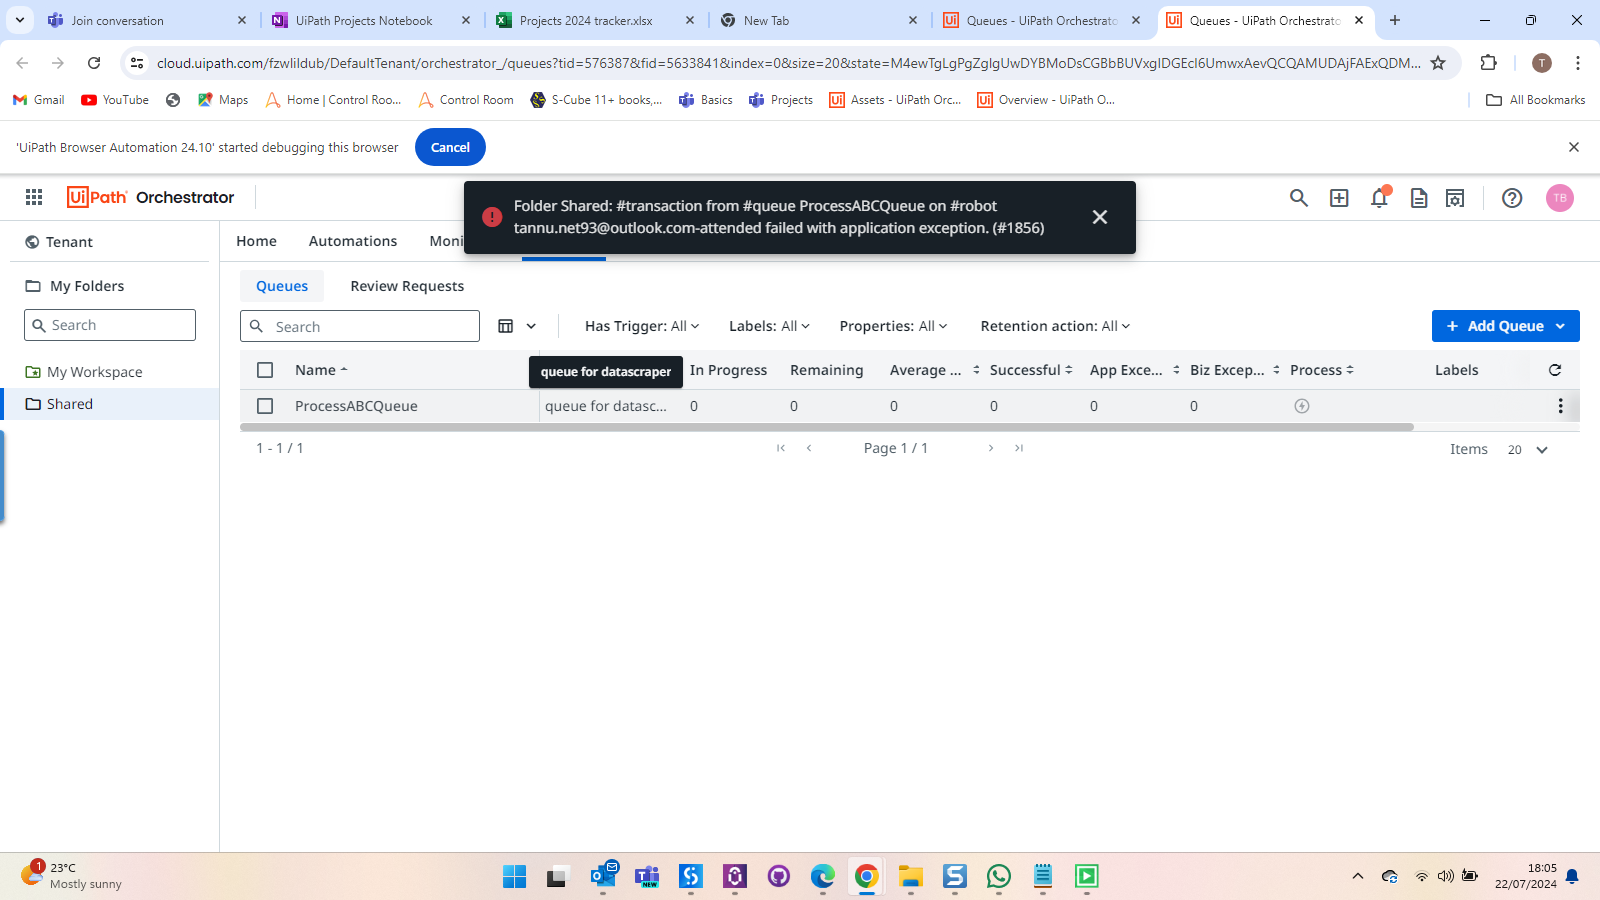 Join conversation
UiPath Projects Notebook
Projects 2024 tracker.xlsx
New Tab
Queues - UiPath Orchestrato
Queues - UiPath Orchestrato
cloud.uipath.com/fzwlildub/DefaultTenant/orchestrator_/queues?tid=576387&fid=5633841&index=0&size=20&state=M4ewTgLgPgZglgUwDYBMoDsCGBbBUVxgIDGEcI6UmwxAevQCQAMUDAjFAExQDM...
T
Gmail
YouTube
Maps
Home | Control Roo...
Control Room
S-Cube 11+ books,...
Basics
Projects
Assets - UiPath Orc...
Overview - UiPath O...
All Bookmarks
'UiPath Browser Automation 24.10' started debugging this browser
Cancel
UiPath Orchestrator
Folder Shared: #transaction from #queue ProcessABCQueue on #robot
tannu.net93@outlook.com-attended failed with application exception. (#1856)
TB
Tenant
Home
Automations
Moni
My Folders
Queues
Review Requests
Search
Search
Has Trigger: All
Labels: All
Properties: All
Retention action: All
+ Add Queue
My Workspace
Shared
Name
queue for datascraper
In Progress
Remaining
Average ...
Successful
App Exce...
Biz Excep...
Process
Labels
ProcessABCQueue
queue for datasc...
0
0
0
0
0
0
1 - 1 / 1
Page 1 / 1
Items
20
1
23°C
Mostly sunny
NEW
18:05
22/07/2024